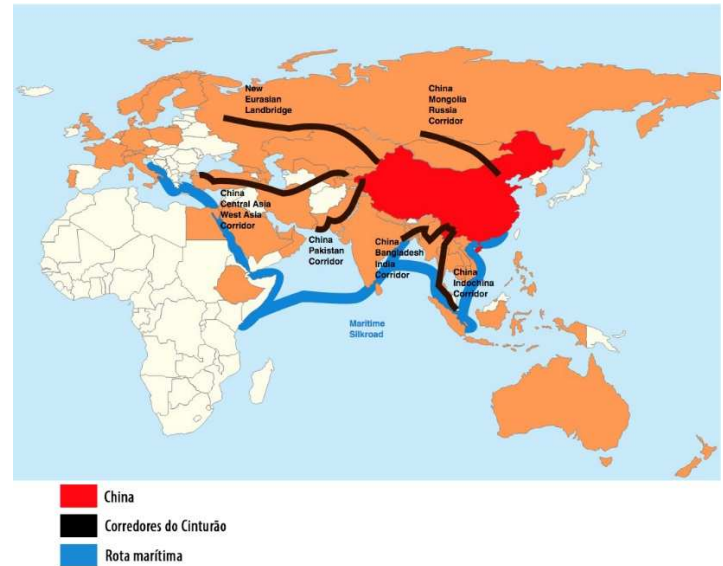 New
Eurasian
Landbridge
China
Mongolia
Russia
Corridor
China
Central Asia
West Asia
Corridor
China
Pakistan
Corridor
China
Bangladesh
India
Corridor
China
Indochina
Corridor
Maritime
Silkroad
China
Corredores do Cinturão
Rota marítima